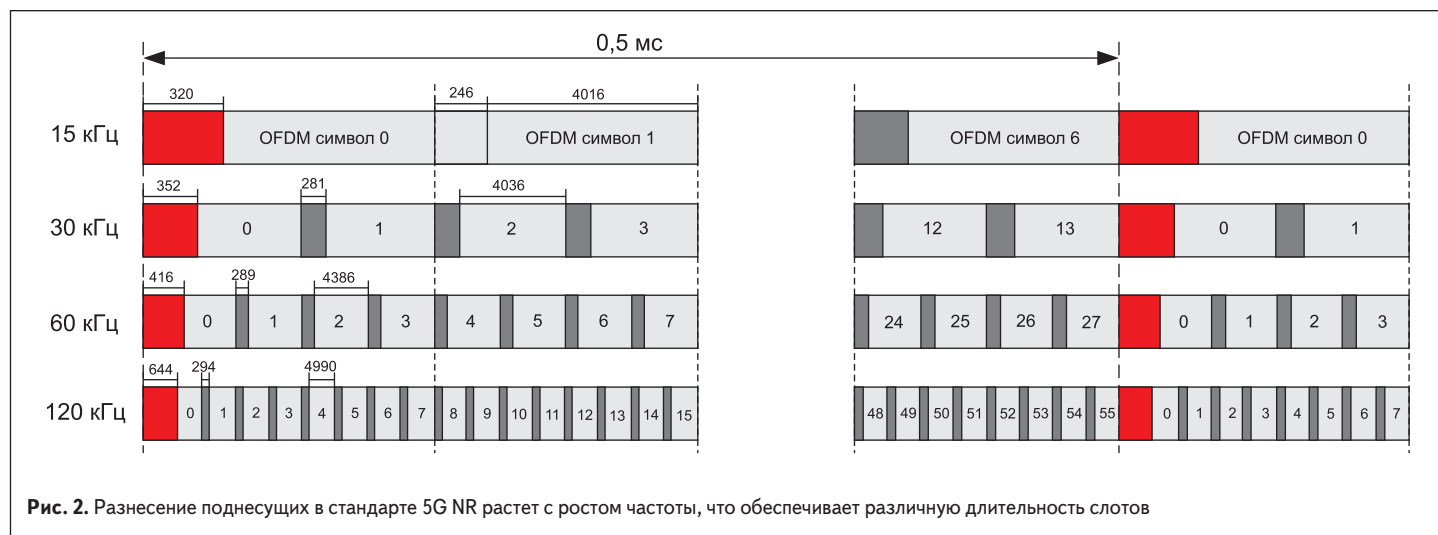 0,5 мс
320 246 4016
15 кГц OFDM символ 0 OFDM символ 1 OFDM символ 6 OFDM символ 0
352 281 4036
30 кГц 0 1 2 3 12 13 0 1
416 289 4386
60 кГц 0 1 2 3 4 5 6 7 24 25 26 27 0 1 2 3
644 294 4990
120 кГц 0 1 2 3 4 5 6 7 8 9 10 11 12 13 14 15 48 49 50 51 52 53 54 55 0 1 2 3 4 5 6 7
Рис. 2. Разнесение поднесущих в стандарте 5G NR растет с ростом частоты, что обеспечивает различную длительность слотов